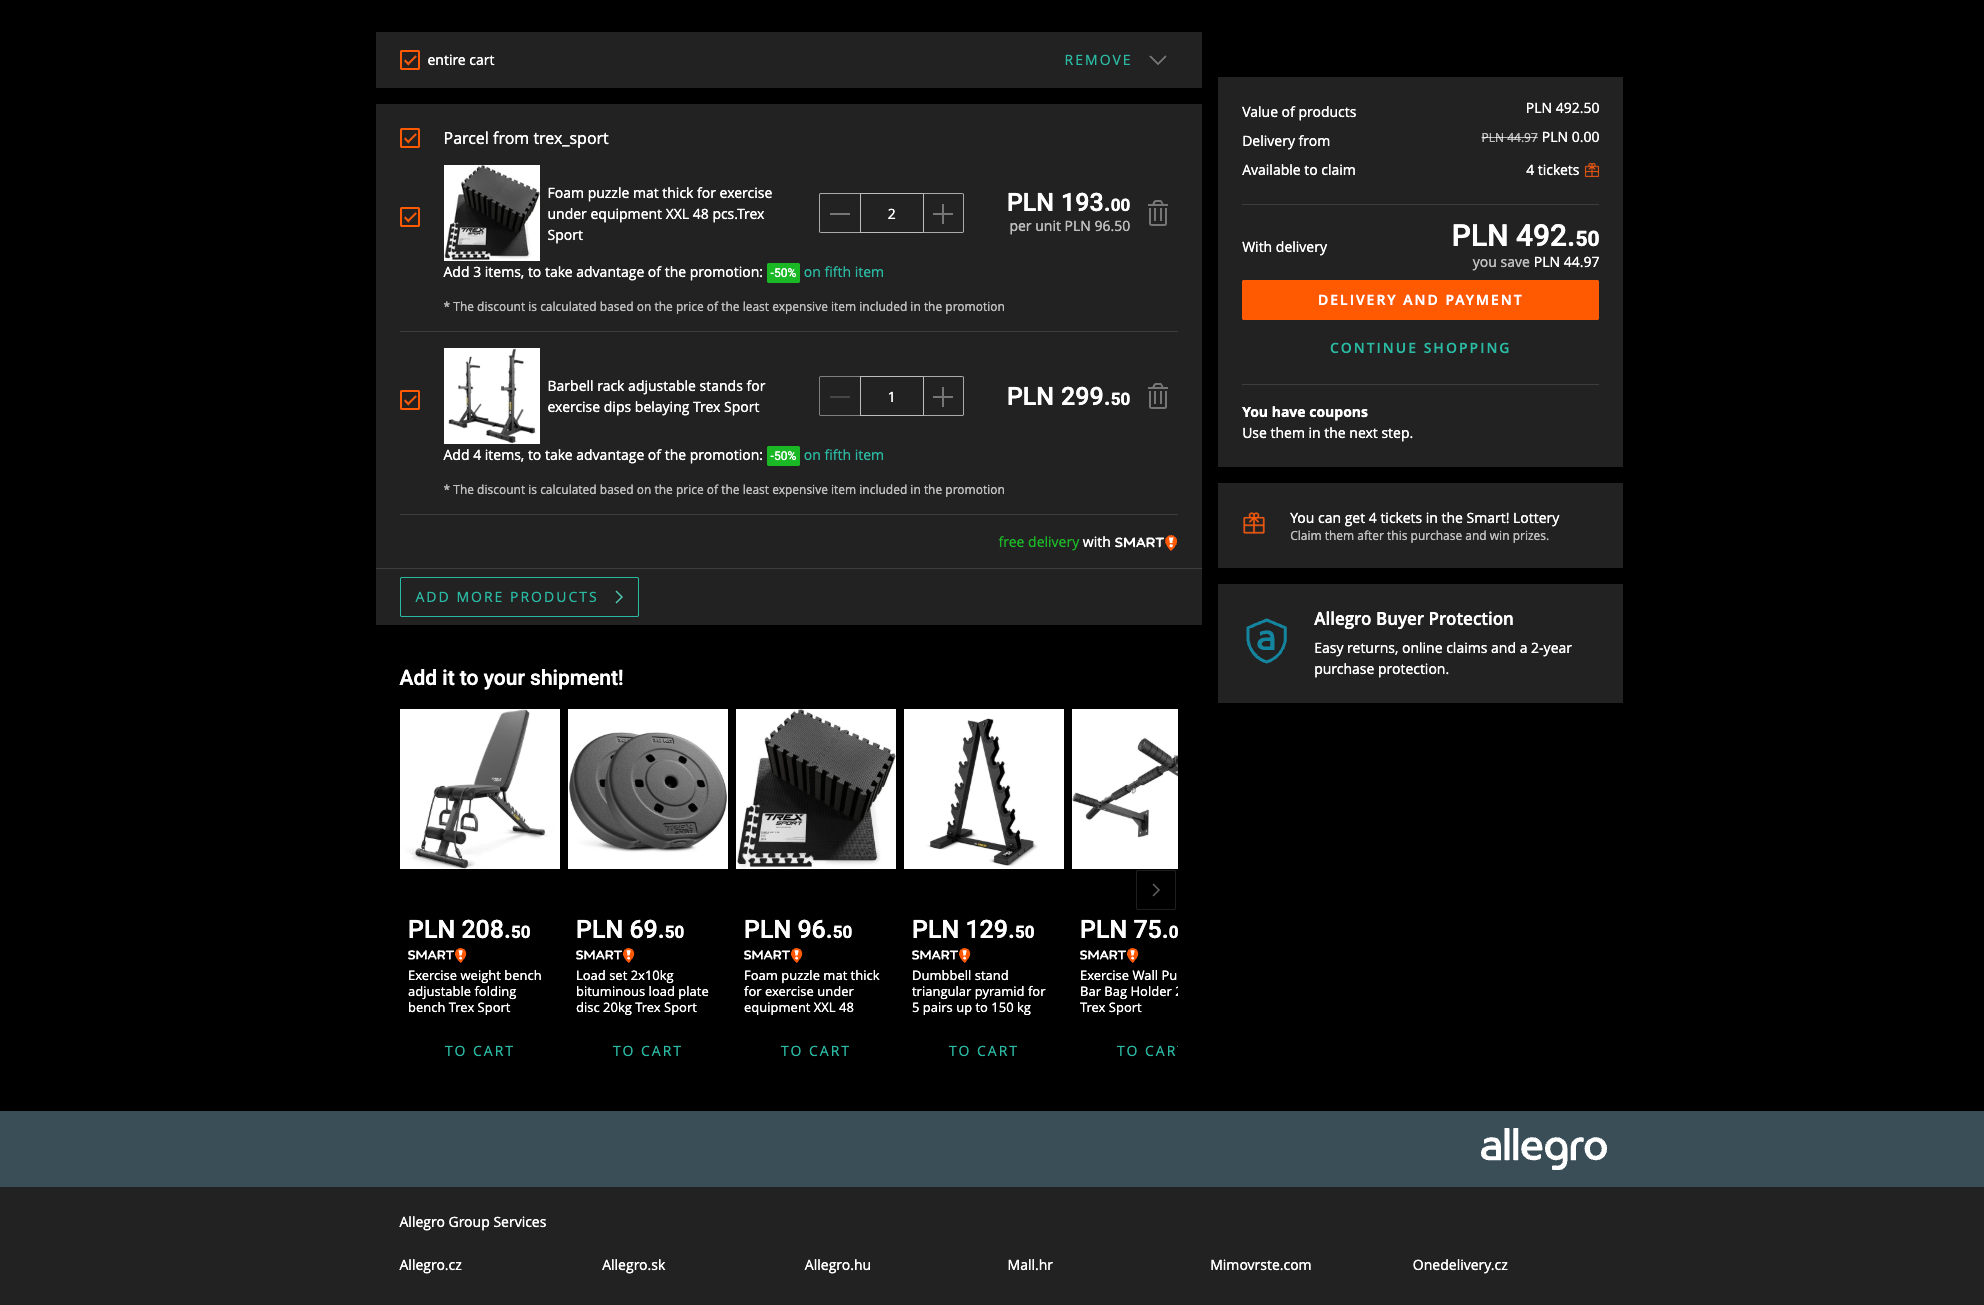 entire cart
REMOVE
Parcel from trex_sport
Foam puzzle mat thick for exercise
under equipment XXL 48 pcs.Trex
Sport
2
PLN 193.00
per unit PLN 96.50
Add 3 items, to take advantage of the promotion: -50% on fifth item
* The discount is calculated based on the price of the least expensive item included in the promotion
Barbell rack adjustable stands for
exercise dips belaying Trex Sport
1
PLN 299.50
Add 4 items, to take advantage of the promotion: -50% on fifth item
* The discount is calculated based on the price of the least expensive item included in the promotion
free delivery with SMART!
ADD MORE PRODUCTS
Value of products PLN 492.50
Delivery from PLN 44.97 PLN 0.00
Available to claim 4 tickets
With delivery PLN 492.50
you save PLN 44.97
DELIVERY AND PAYMENT
CONTINUE SHOPPING
You have coupons
Use them in the next step.
You can get 4 tickets in the Smart! Lottery
Claim them after this purchase and win prizes.
Allegro Buyer Protection
Easy returns, online claims and a 2-year
purchase protection.
Add it to your shipment!
TREX
SPORT
PLN 208.50
SMART!
Exercise weight bench
adjustable folding
bench Trex Sport
TO CART
PLN 69.50
SMART!
Load set 2x10kg
bituminous load plate
disc 20kg Trex Sport
TO CART
PLN 96.50
SMART!
Foam puzzle mat thick
for exercise under
equipment XXL 48
TO CART
PLN 129.50
SMART!
Dumbbell stand
triangular pyramid for
5 pairs up to 150 kg
TO CART
PLN 75.0
SMART!
Exercise Wall Pu
Bar Bag Holder
Trex Sport
TO CAR
allegro
Allegro Group Services
Allegro.cz
Allegro.sk
Allegro.hu
Mall.hr
Mimovrste.com
Onedelivery.cz